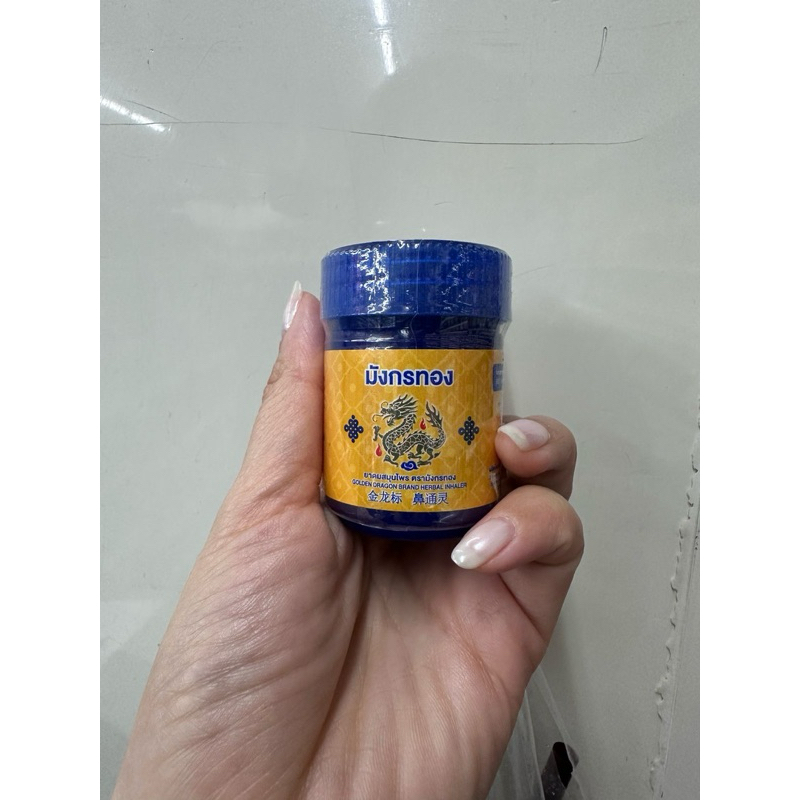 มังกรทอง
ยาดมสมุนไพร ตรามังกรทอง
GOLDEN DRAGON BRAND HERBAL INHALER
金龙标 鼻通灵